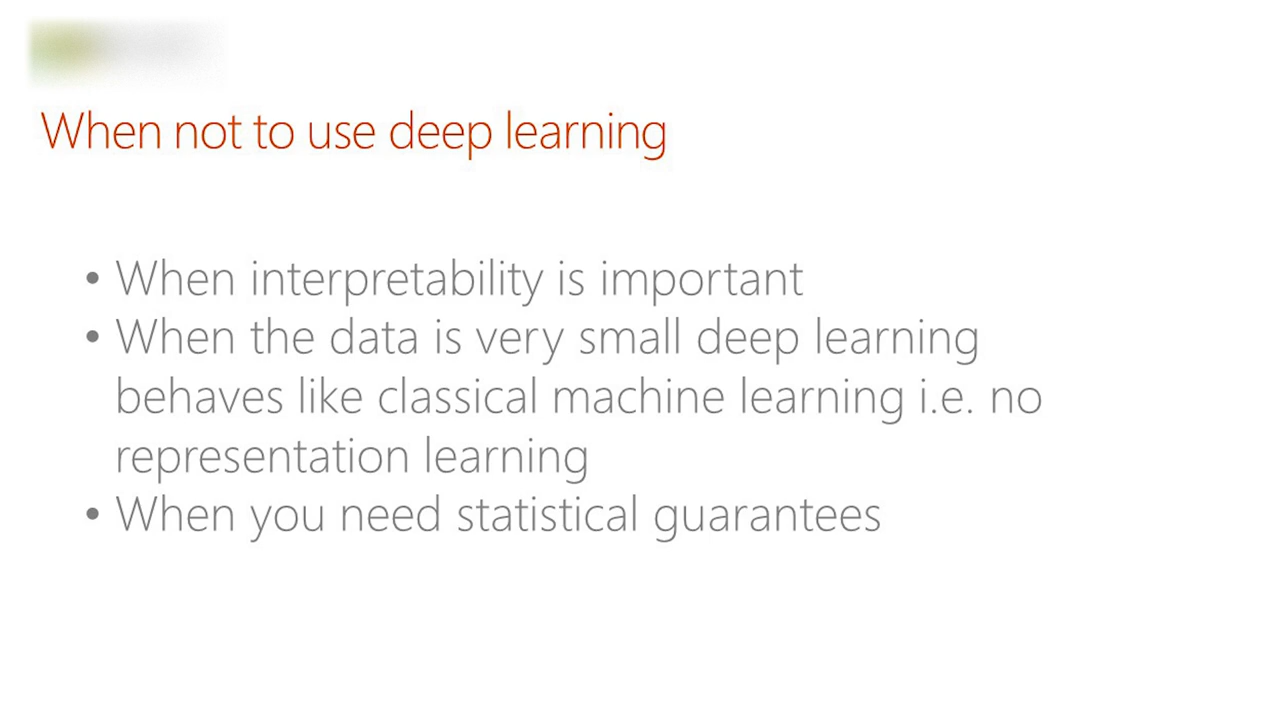 When not to use deep learning
• When interpretability is important
• When the data is very small deep learning
behaves like classical machine learning i.e. no
representation learning
• When you need statistical guarantees